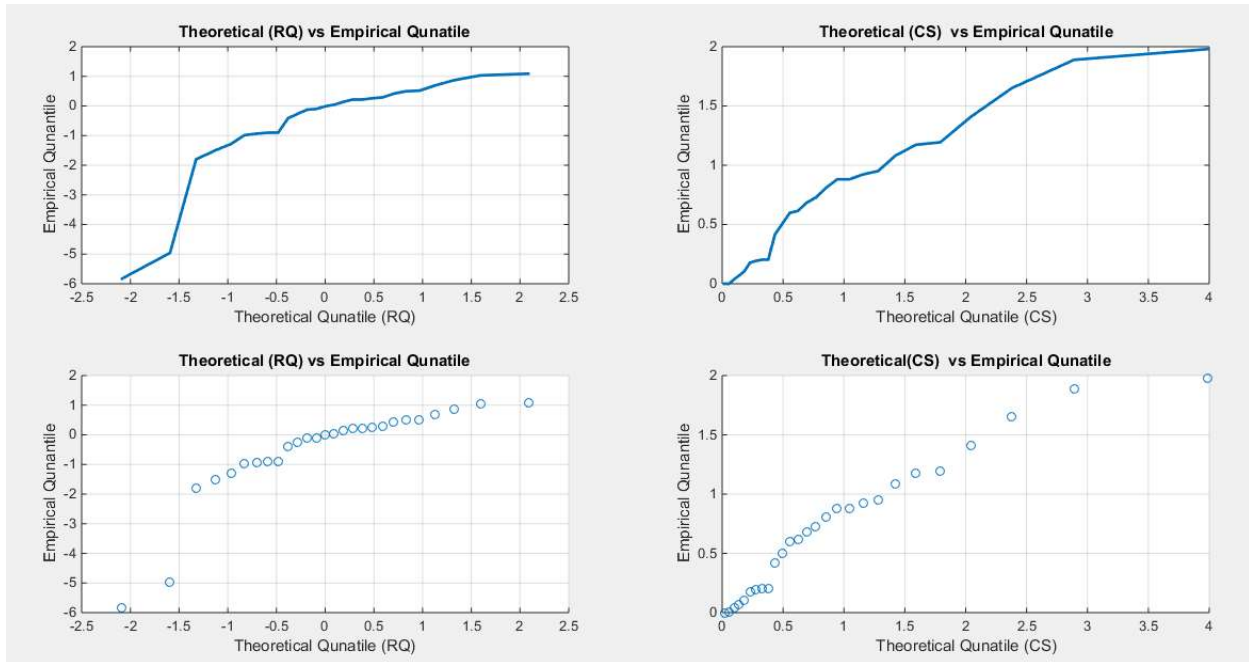 Theoretical (RQ) vs Empirical Qunatile
2
1
0
-1
-2
-3
-4
-5
-6
Empirical Qunantile
-2.5 -2 -1.5 -1 -0.5 0 0.5 1 1.5 2 2.5
Theoretical Qunatile (RQ)
Theoretical (CS) vs Empirical Qunatile
2
1.5
1
0.5
0
Empirical Qunantile
0 0.5 1 1.5 2 2.5 3 3.5 4
Theoretical Qunatile (CS)
Theoretical (RQ) vs Empirical Qunatile
2
1
0
-1
-2
-3
-4
-5
-6
Empirical Qunantile
-2.5 -2 -1.5 -1 -0.5 0 0.5 1 1.5 2 2.5
Theoretical Qunatile (RQ)
Theoretical(CS) vs Empirical Qunatile
2
1.5
1
0.5
0
Empirical Qunantile
0 0.5 1 1.5 2 2.5 3 3.5 4
Theoretical Qunatile (CS)